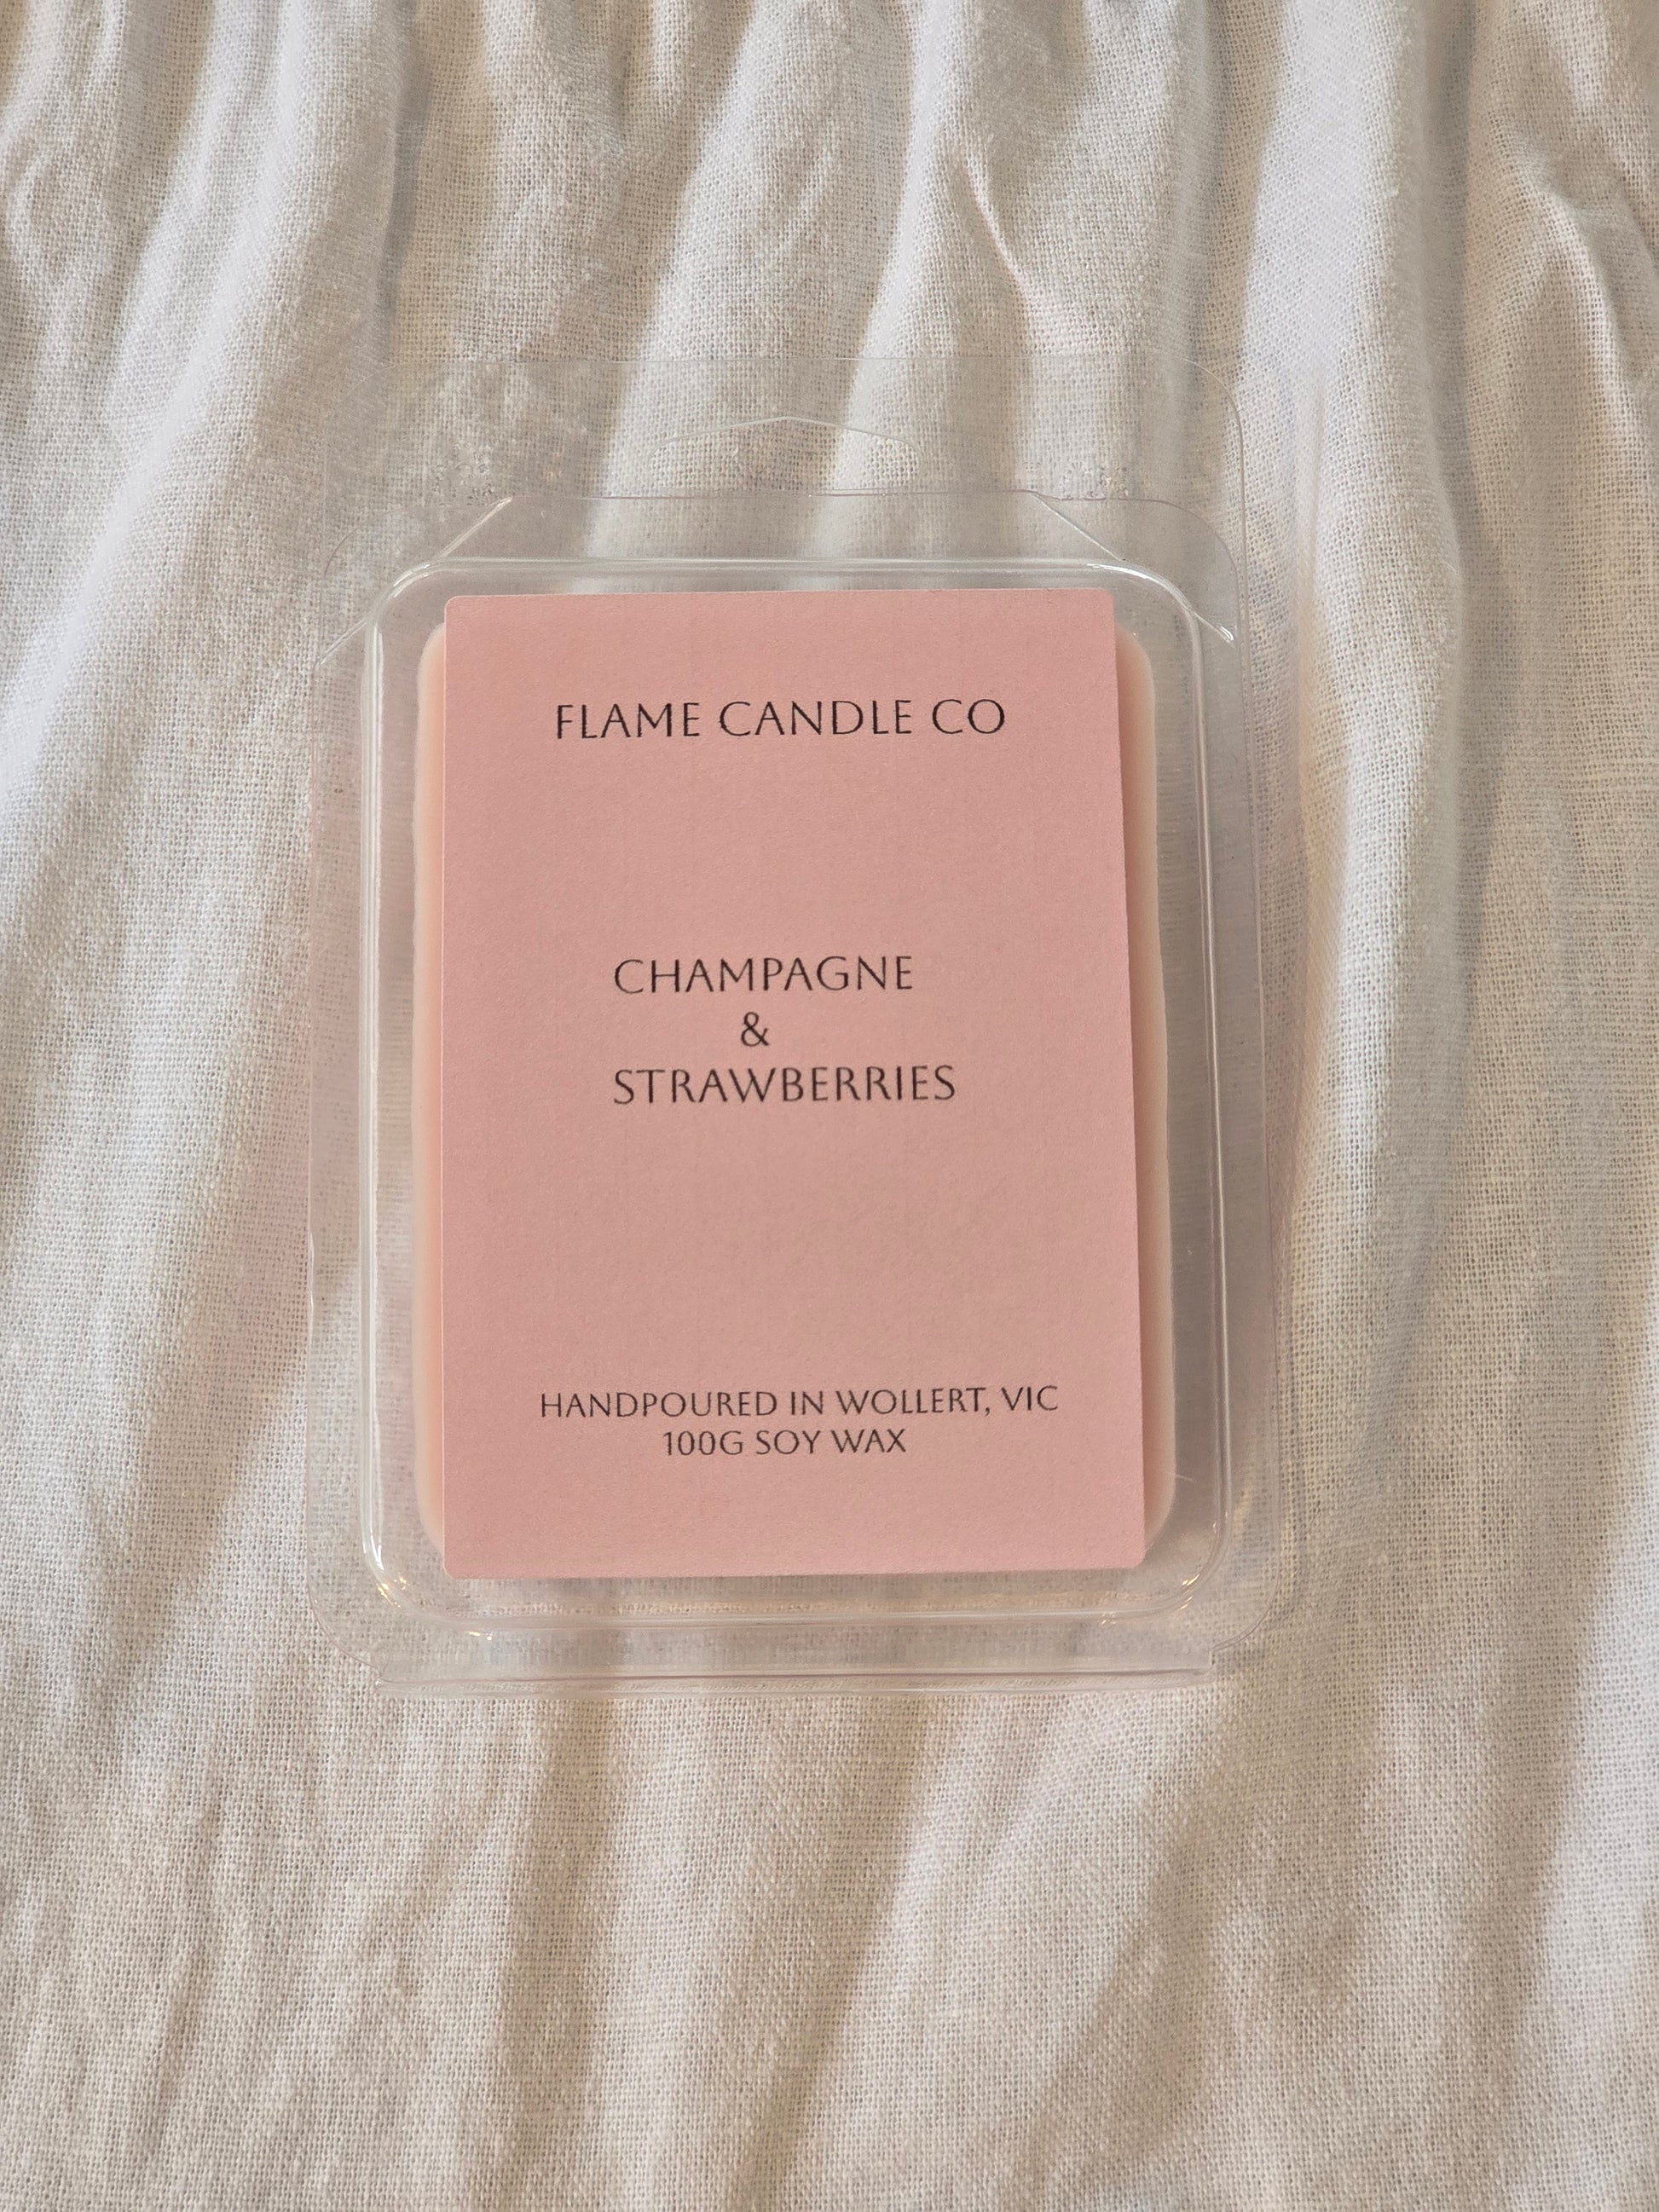 FLAME CANDLE CO
CHAMPAGNE
&
STRAWBERRIES
HANDPOURED IN WOLLERT, VIC
100G SOY WAX